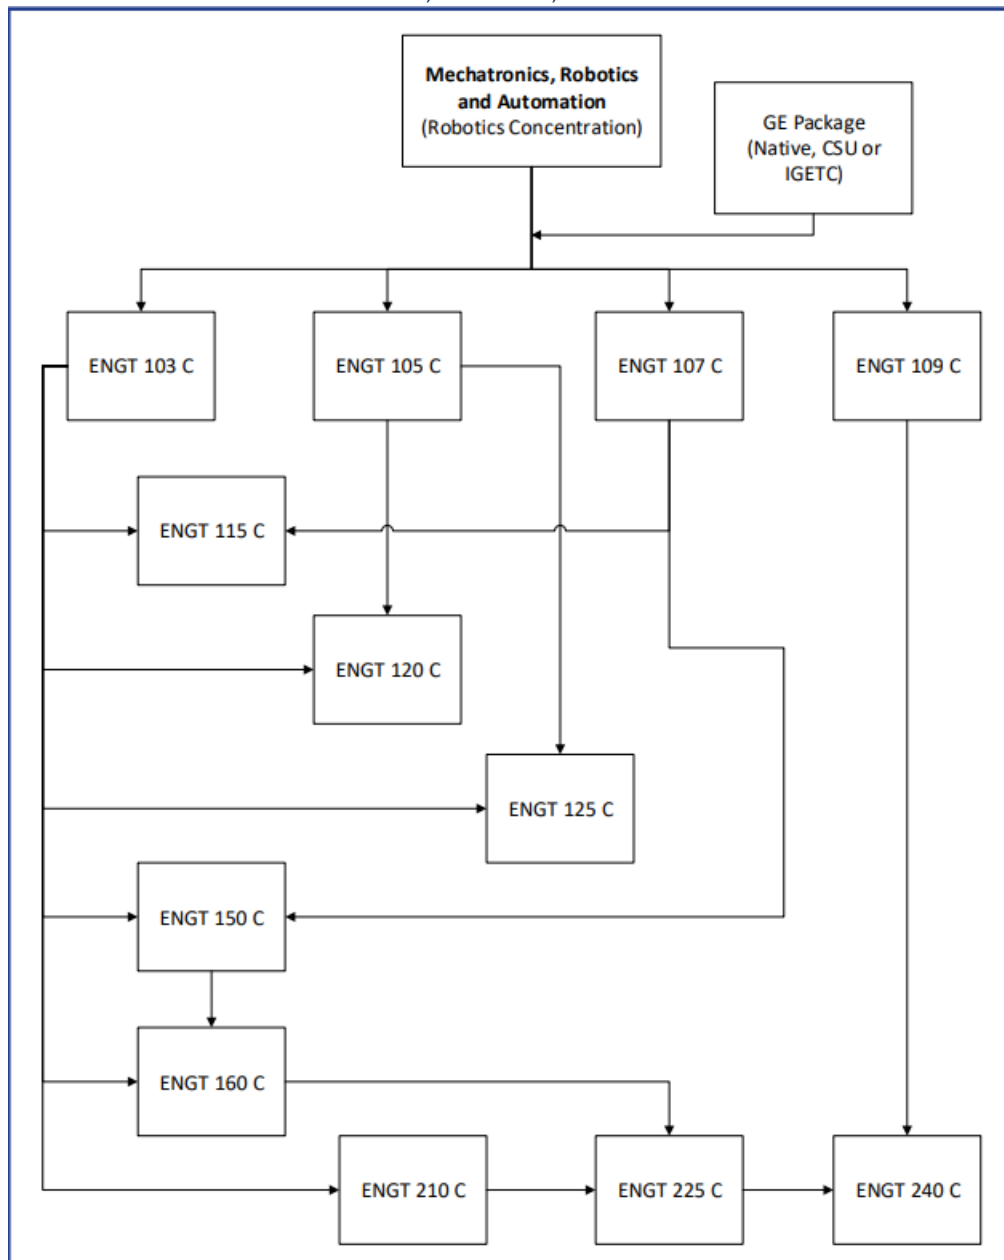 Mechatronics, Robotics
and Automation
(Robotics Concentration)
GE Package
(Native, CSU or
IGETC)
ENGT 103 C
ENGT 105 C
ENGT 107 C
ENGT 109 C
ENGT 115 C
ENGT 120 C
ENGT 125 C
ENGT 150 C
ENGT 160 C
ENGT 210 C
ENGT 225 C
ENGT 240 C